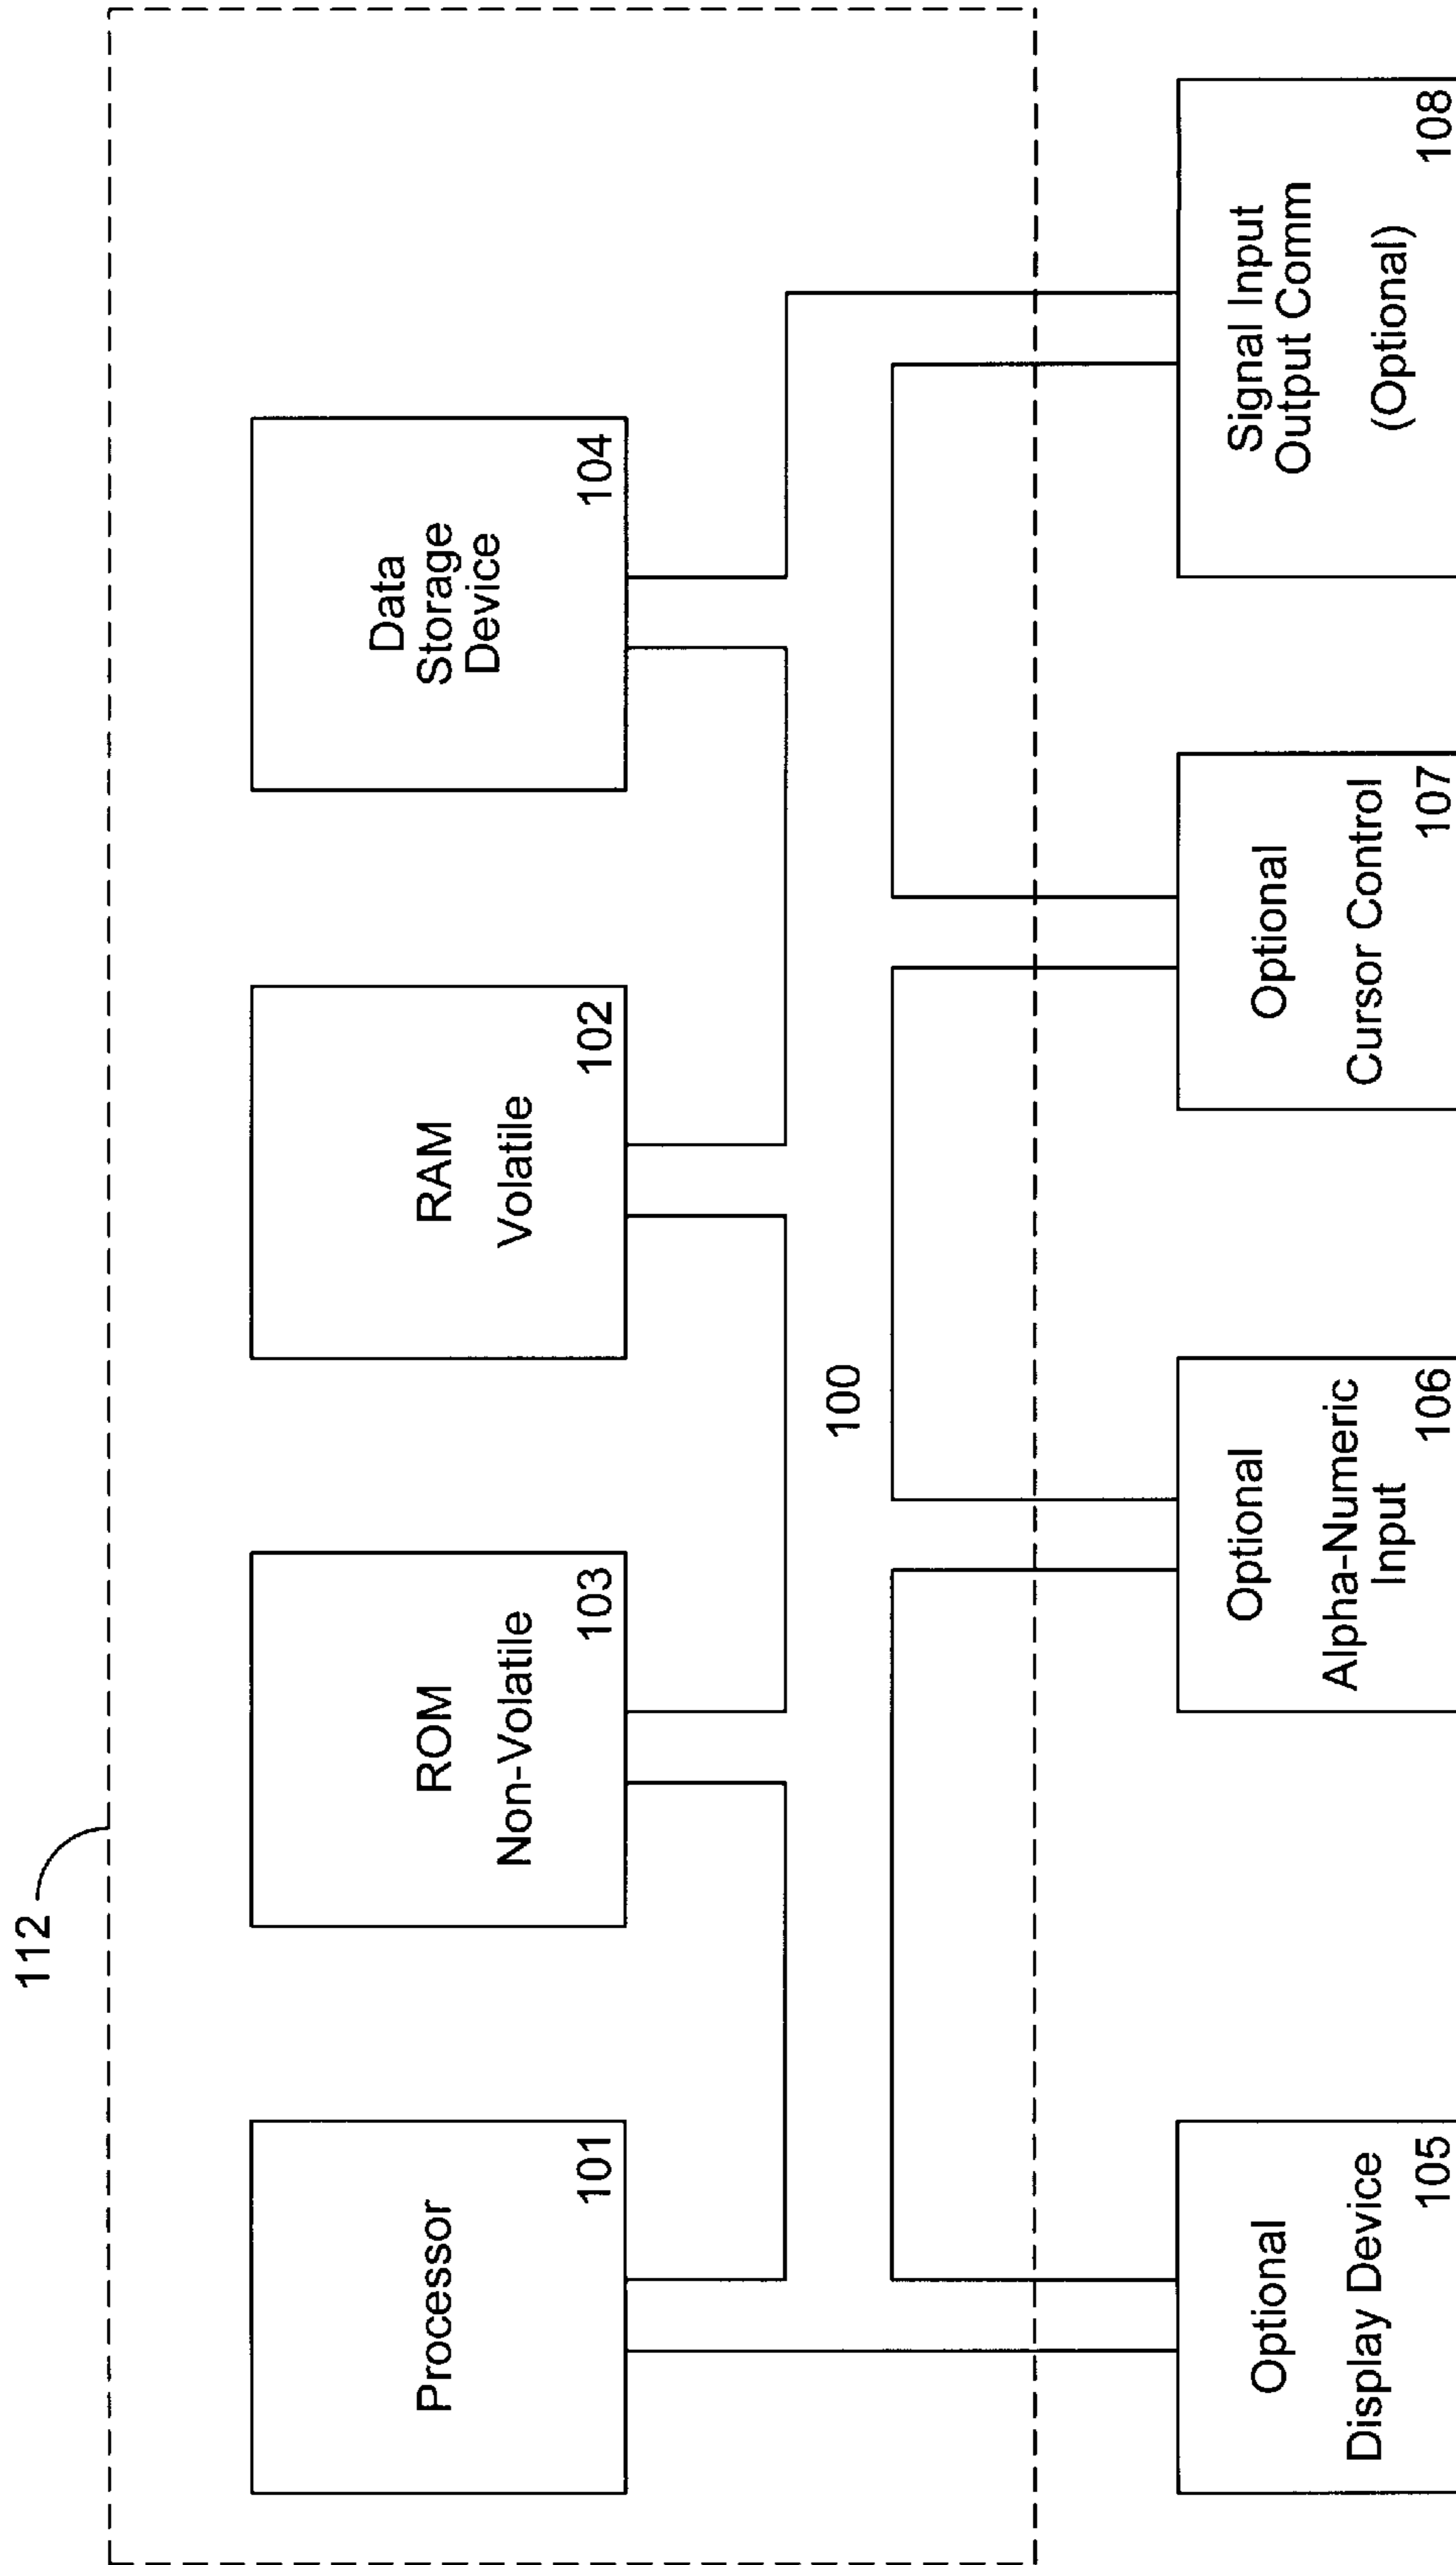 112
Processor
101
ROM
Non-Volatile
103
RAM
Volatile
102
Data
Storage
Device
104
100
Optional
Display Device
105
Optional
Alpha-Numeric
Input
106
Optional
Cursor Control
107
Signal Input
Output Comm
(Optional)
108